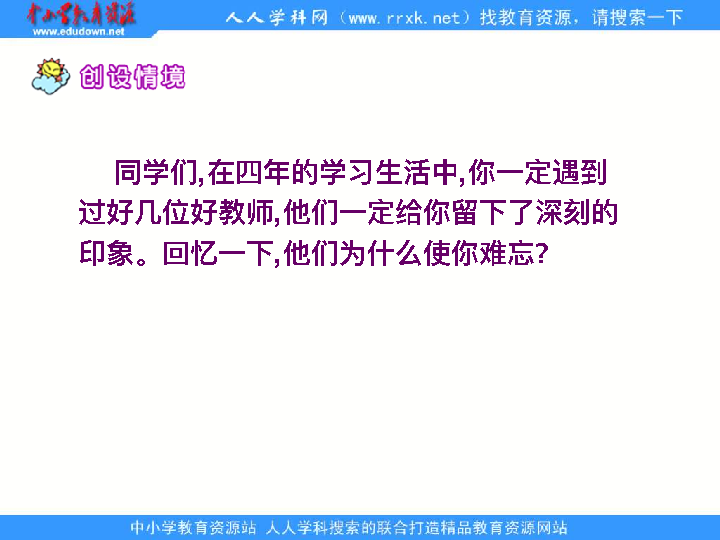 中小学教育资源
www.edudown.net
人人学科网（www.rrxk.net）找教育资源，请搜索一下
创设情境
同学们,在四年的学习生活中,你一定遇到
过好几位好教师,他们一定给你留下了深刻的
印象。回忆一下,他们为什么使你难忘?
中小学教育资源站 人人学科搜索的联合打造精品教育资源网站